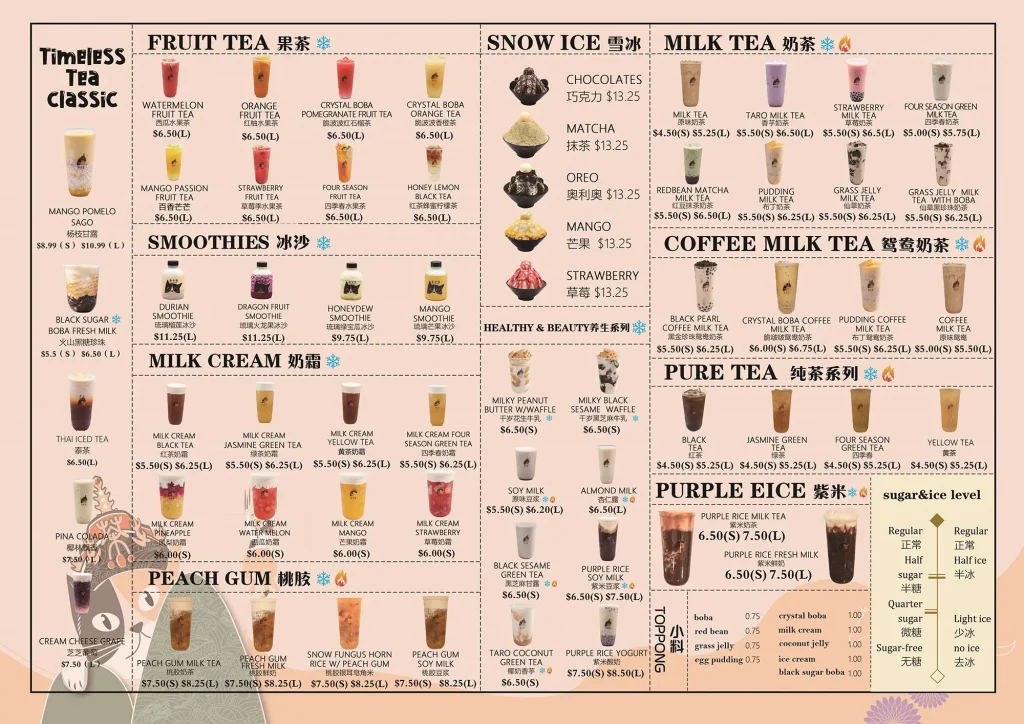 Timeless
Tea
Classic
MANGO POMELO
SAGO
杨枝甘露
$8.99 ( S ) $10.99 ( L )
BLACK SUGAR
BOBA FRESH MILK
火山黑糖珍珠
$5.5 ( S ) $6.50 ( L )
THAI ICED TEA
泰茶
$6.50(L)
PINA COLADA
$7.50 ( L )
CREAM CHEESE GRAPE
芝芝葡萄
$7.50 ( L )
FRUIT TEA 果茶
WATERMELON
FRUIT TEA
西瓜水果茶
$6.50(L)
ORANGE
FRUIT TEA
红柚水果茶
$6.50(L)
CRYSTAL BOBA
POMEGRANATE FRUIT TEA
脆波波红石榴茶
$6.50(L)
CRYSTAL BOBA
ORANGE TEA
脆波波香橙茶
$6.50(L)
MANGO PASSION
FRUIT TEA
百香芒芒
$6.50(L)
STRAWBERRY
FRUIT TEA
草莓季水果茶
$6.50(L)
FOUR SEASON
FRUIT TEA
四季春水果茶
$6.50(L)
HONEY LEMON
BLACK TEA
红茶蜂蜜柠檬茶
$6.50(L)
SMOOTHIES 冰沙
DURIAN
SMOOTHIE
琉璃榴莲冰沙
$11.25(L)
DRAGON FRUIT
SMOOTHIE
琉璃火龙果冰沙
$11.25(L)
HONEYDEW
SMOOTHIE
琉璃绿宝瓜冰沙
$9.75(L)
MANGO
SMOOTHIE
琉璃芒果冰沙
$9.75(L)
MILK CREAM 奶霜
MILK CREAM
BLACK TEA
红茶奶霜
$5.50(S) $6.25(L)
MILK CREAM
JASMINE GREEN TEA
绿茶奶霜
$5.50(S) $6.25(L)
MILK CREAM
YELLOW TEA
黄茶奶霜
$5.50(S) $6.25(L)
MILK CREAM FOUR
SEASON GREEN TEA
四季春奶霜
$5.50(S) $6.25(L)
MILK CREAM
PINEAPPLE
凤梨奶霜
$6.00(S)
MILK CREAM
WATER MELON
西瓜奶霜
$6.00(S)
MILK CREAM
MANGO
芒果奶霜
$6.00(S)
MILK CREAM
STRAWBERRY
草莓奶霜
$6.00(S)
PEACH GUM 桃胶
PEACH GUM MILK TEA
桃胶奶茶
$7.50(S) $8.25(L)
PEACH GUM
FRESH MILK
桃胶鲜奶
$7.50(S) $8.25(L)
SNOW FUNGUS HORN
RICE W/ PEACH GUM
桃胶银耳皂角米
$7.50(S) $8.25(L)
PEACH GUM
SOY MILK
桃胶豆浆
$7.50(S) $8.25(L)
SNOW ICE 雪冰
CHOCOLATES
巧克力 $13.25
MATCHA
抹茶 $13.25
OREO
奥利奥 $13.25
MANGO
芒果 $13.25
STRAWBERRY
草莓 $13.25
HEALTHY & BEAUTY养生系列
MILKY PEANUT
BUTTER W/WAFFLE
千岁花生牛乳
$6.50(S)
MILKY BLACK
SESAME WAFFLE
千岁黑芝麻牛乳
$6.50(S)
SOY MILK
原味豆浆
$5.50(S) $6.20(L)
ALMOND MILK
杏仁露
$6.50(L)
BLACK SESAME
GREEN TEA
黑芝麻甘露
$6.50(S)
PURPLE RICE
SOY MILK
紫米豆浆
$6.50(S) $7.50(L)
TARO COCONUT
GREEN TEA
椰奶香芋
$6.50(S)
PURPLE RICE YOGURT
紫米酸奶
$7.50(S) $8.50(L)
MILK TEA 奶茶
MILK TEA
原味奶茶
$4.50(S) $5.25(L)
TARO MILK TEA
香芋奶茶
$5.50(S) $6.50(L)
STRAWBERRY
MILK TEA
草莓奶茶
$5.50(S) $6.5(L)
FOUR SEASON GREEN
MILK TEA
四季春奶茶
$5.00(S) $5.75(L)
REDBEAN MATCHA
MILK TEA
红豆抹茶奶茶
$5.50(S) $6.50(L)
PUDDING
MILK TEA
布丁奶茶
$5.50(S) $6.25(L)
GRASS JELLY
MILK TEA
仙草奶茶
$5.50(S) $6.25(L)
GRASS JELLY MILK
TEA WITH BOBA
仙草黑珍珠奶茶
$5.50(S) $6.25(L)
COFFEE MILK TEA 鸳鸯奶茶
BLACK PEARL
COFFEE MILK TEA
黑金珍珠鸳鸯奶茶
$5.50(S) $6.25(L)
CRYSTAL BOBA COFFEE
MILK TEA
脆啵啵鸳鸯奶茶
$6.00(S) $6.75(L)
PUDDING COFFEE
MILK TEA
布丁鸳鸯奶茶
$5.50(S) $6.25(L)
COFFEE
MILK TEA
原味鸳鸯
$5.00(S) $5.50(L)
PURE TEA 纯茶系列
BLACK
TEA
红茶
$4.50(S) $5.25(L)
JASMINE GREEN
TEA
绿茶
$4.50(S) $5.25(L)
FOUR SEASON
GREEN TEA
四季春
$4.50(S) $5.25(L)
YELLOW TEA
黄茶
$4.50(S) $5.25(L)
PURPLE EICE 紫米
PURPLE RICE MILK TEA
紫米奶茶
6.50(S) 7.50(L)
PURPLE RICE FRESH MILK
紫米鲜奶
6.50(S) 7.50(L)
TOPPONG
小料
boba 0.75
red bean 0.75
grass jelly 0.75
egg pudding 0.75
crystal boba 1.00
milk cream 1.00
coconut jelly 1.00
ice cream 1.00
black sugar boba 1.00
sugar&ice level
Regular
正常
Half
sugar
半糖
Quarter
sugar
微糖
Sugar-free
无糖
Regular
正常
Half ice
半冰
Light ice
少冰
no ice
去冰